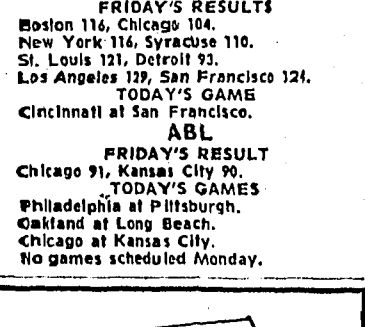 FRIDAY'S RESULTS
Boston 116, Chicago 104.
New York 116, Syracuse 110.
St. Louis 121, Detroit 93.
Los Angeles 129, San Francisco 124.
TODAY'S GAME
Cincinnati at San Francisco.
ABL
FRIDAY'S RESULT
Chicago 91, Kansas City 90.
TODAY'S GAMES
Philadelphia at Pittsburgh.
Oakland at Long Beach.
Chicago at Kansas City.
No games scheduled Monday.